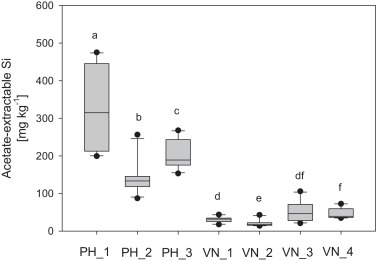 Acetate-extractable Si
[mg kg⁻¹]
600
500
400
300
200
100
0
a
b
c
d
e
df
f
PH_1 PH_2 PH_3 VN_1 VN_2 VN_3 VN_4